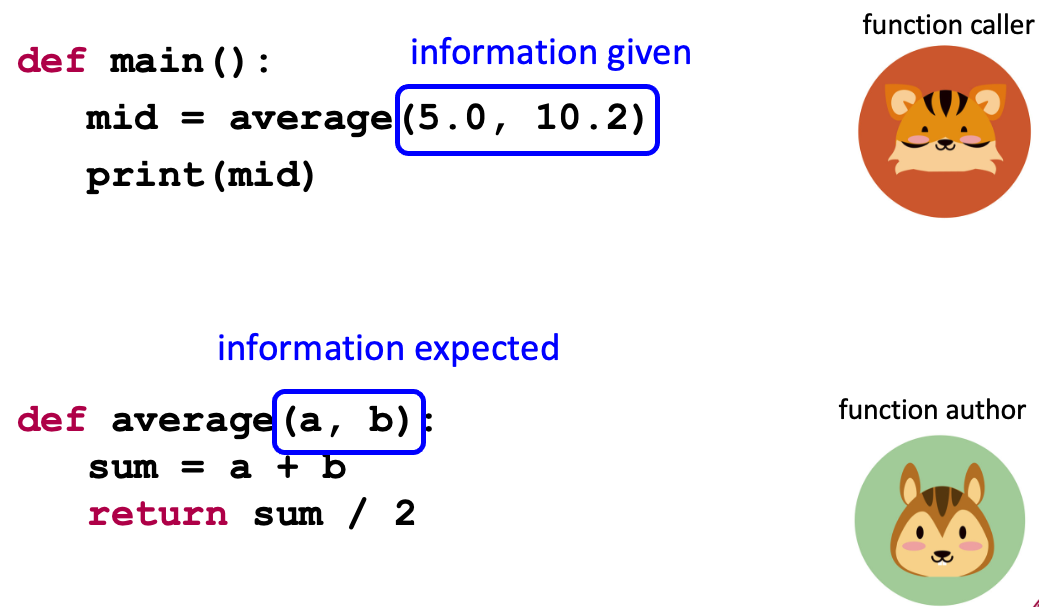 function caller
information given
def main():
    mid = average(5.0, 10.2)
    print(mid)
information expected
function author
def average(a, b):
    sum = a + b
    return sum / 2